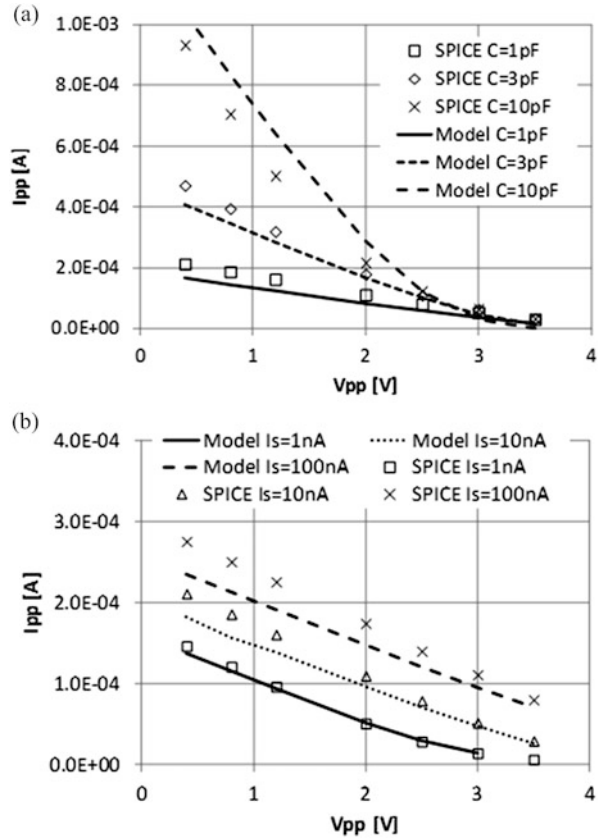 (a)
1.0E-03
8.0E-04
6.0E-04
4.0E-04
2.0E-04
0.0E+00
Ipp [A]
SPICE C=1pF
SPICE C=3pF
SPICE C=10pF
Model C=1pF
Model C=3pF
Model C=10pF
0 1 2 3 4
Vpp [V]
(b)
4.0E-04
3.0E-04
2.0E-04
1.0E-04
0.0E+00
Ipp [A]
Model Is=1nA Model Is=10nA
Model Is=100nA SPICE Is=1nA
SPICE Is=10nA SPICE Is=100nA
0 1 2 3 4
Vpp [V]